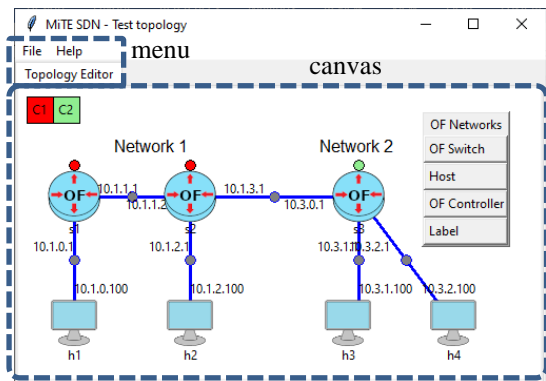 MiTE SDN - Test topology
File Help
menu
Topology Editor
canvas
C1 C2
Network 1
Network 2
OF Networks
OF Switch
Host
OF Controller
Label
OF
OF
OF
10.1.1.1
10.1.1.2
10.1.3.1
10.3.0.1
s1
s2
s3
10.1.0.1
10.1.2.1
10.3.1.1
10.3.2.1
10.1.0.100
10.1.2.100
10.3.1.100
10.3.2.100
h1
h2
h3
h4